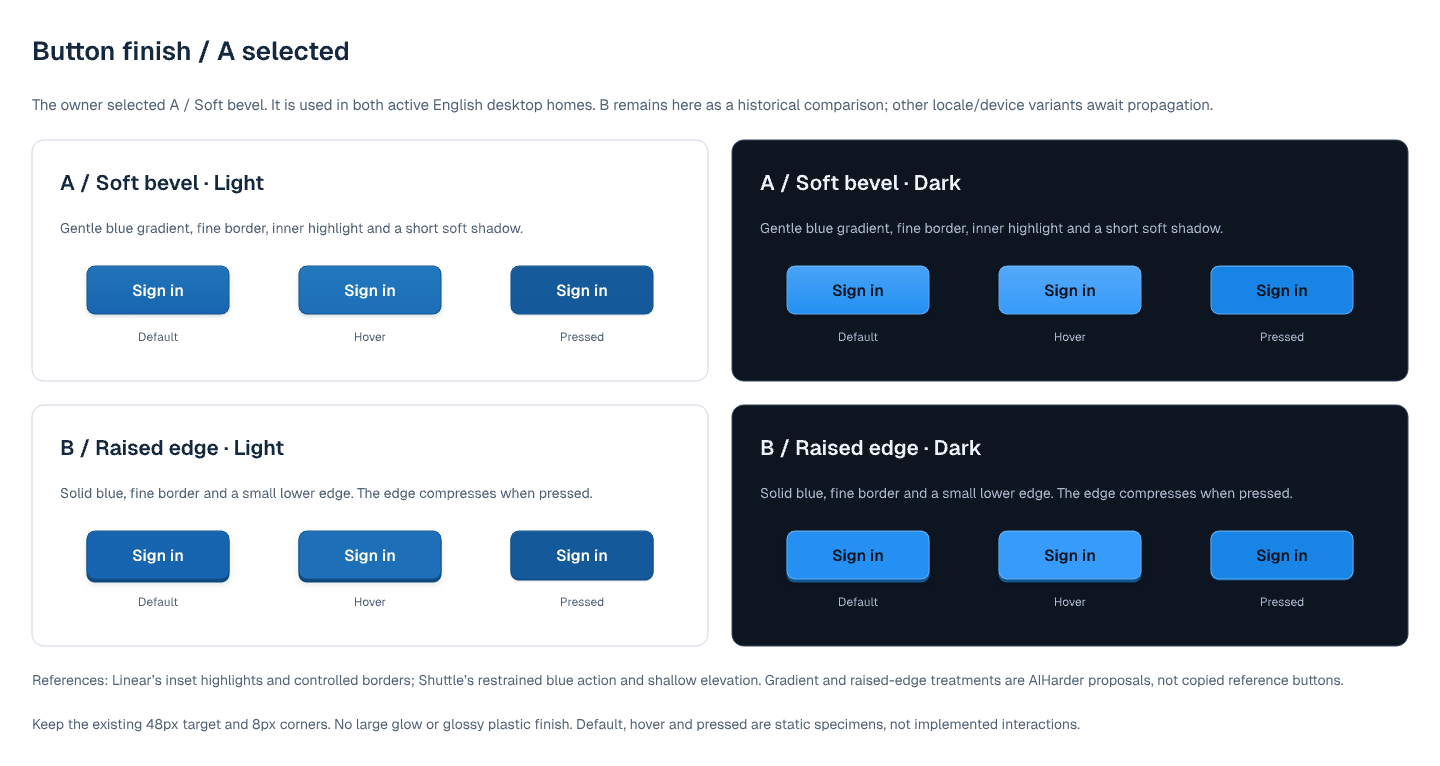 Button finish / A selected
The owner selected A / Soft bevel. It is used in both active English desktop homes. B remains here as a historical comparison; other locale/device variants await propagation.
A / Soft bevel · Light
Gentle blue gradient, fine border, inner highlight and a short soft shadow.
Sign in
Sign in
Sign in
Default
Hover
Pressed
A / Soft bevel · Dark
Gentle blue gradient, fine border, inner highlight and a short soft shadow.
Sign in
Sign in
Sign in
Default
Hover
Pressed
B / Raised edge · Light
Solid blue, fine border and a small lower edge. The edge compresses when pressed.
Sign in
Sign in
Sign in
Default
Hover
Pressed
B / Raised edge · Dark
Solid blue, fine border and a small lower edge. The edge compresses when pressed.
Sign in
Sign in
Sign in
Default
Hover
Pressed
References: Linear’s inset highlights and controlled borders; Shuttle’s restrained blue action and shallow elevation. Gradient and raised-edge treatments are AIHarder proposals, not copied reference buttons.
Keep the existing 48px target and 8px corners. No large glow or glossy plastic finish. Default, hover and pressed are static specimens, not implemented interactions.